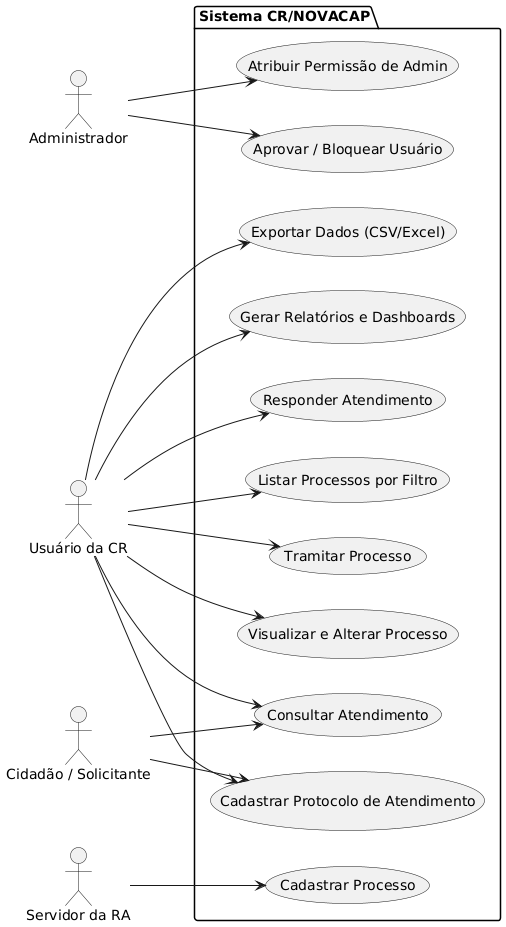 Sistema CR/NOVACAP
Atribuir Permissão de Admin
Administrador
Aprovar / Bloquear Usuário
Exportar Dados (CSV/Excel)
Gerar Relatórios e Dashboards
Responder Atendimento
Listar Processos por Filtro
Usuário da CR
Tramitar Processo
Visualizar e Alterar Processo
Consultar Atendimento
Cidadão / Solicitante
Cadastrar Protocolo de Atendimento
Cadastrar Processo
Servidor da RA